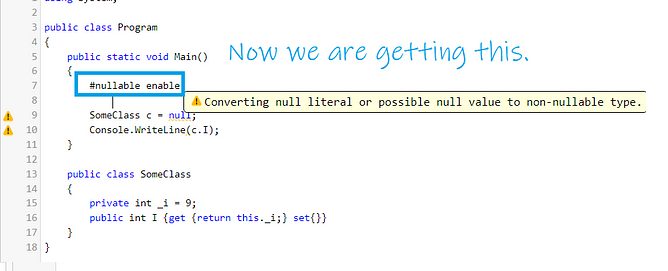 1 using System;
2
3 public class Program
4 {
5 public static void Main() Now we are getting this.
6 {
7 #nullable enable
8 Converting null literal or possible null value to non-nullable type.
9 SomeClass c = null;
10 Console.WriteLine(c.I);
11 }
12
13 public class SomeClass
14 {
15 private int _i = 9;
16 public int I {get {return this._i;} set{}}
17 }
18 }